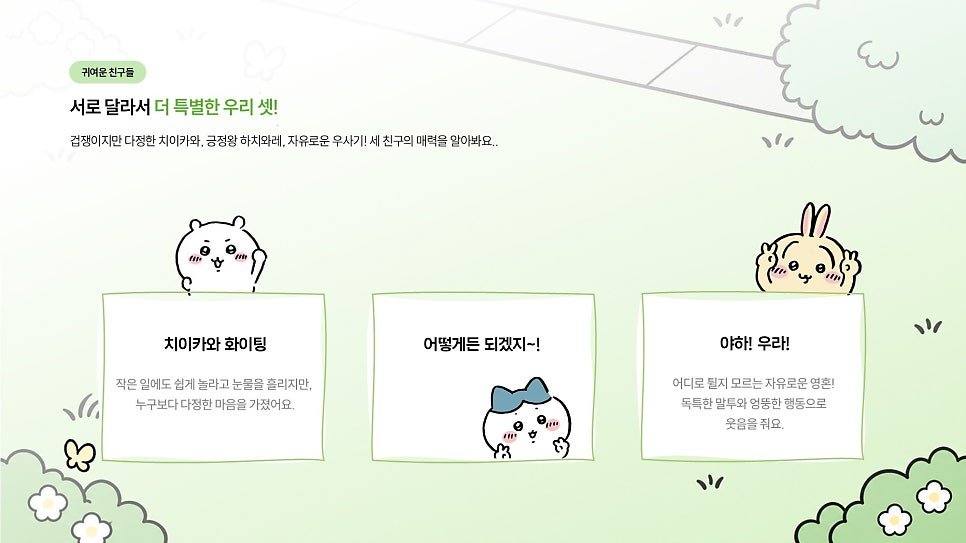 귀여운 친구들
서로 달라서 더 특별한 우리 셋!
겁쟁이지만 다정한 치이카와, 긍정왕 하치와레, 자유로운 우사기! 세 친구의 매력을 알아봐요..
치이카와 화이팅
작은 일에도 쉽게 놀라고 눈물을 흘리지만,
누구보다 다정한 마음을 가졌어요.
어떻게든 되겠지~!
야하! 우라!
어디로 튈지 모르는 자유로운 영혼!
독특한 말투와 엉뚱한 행동으로
웃음을 줘요.